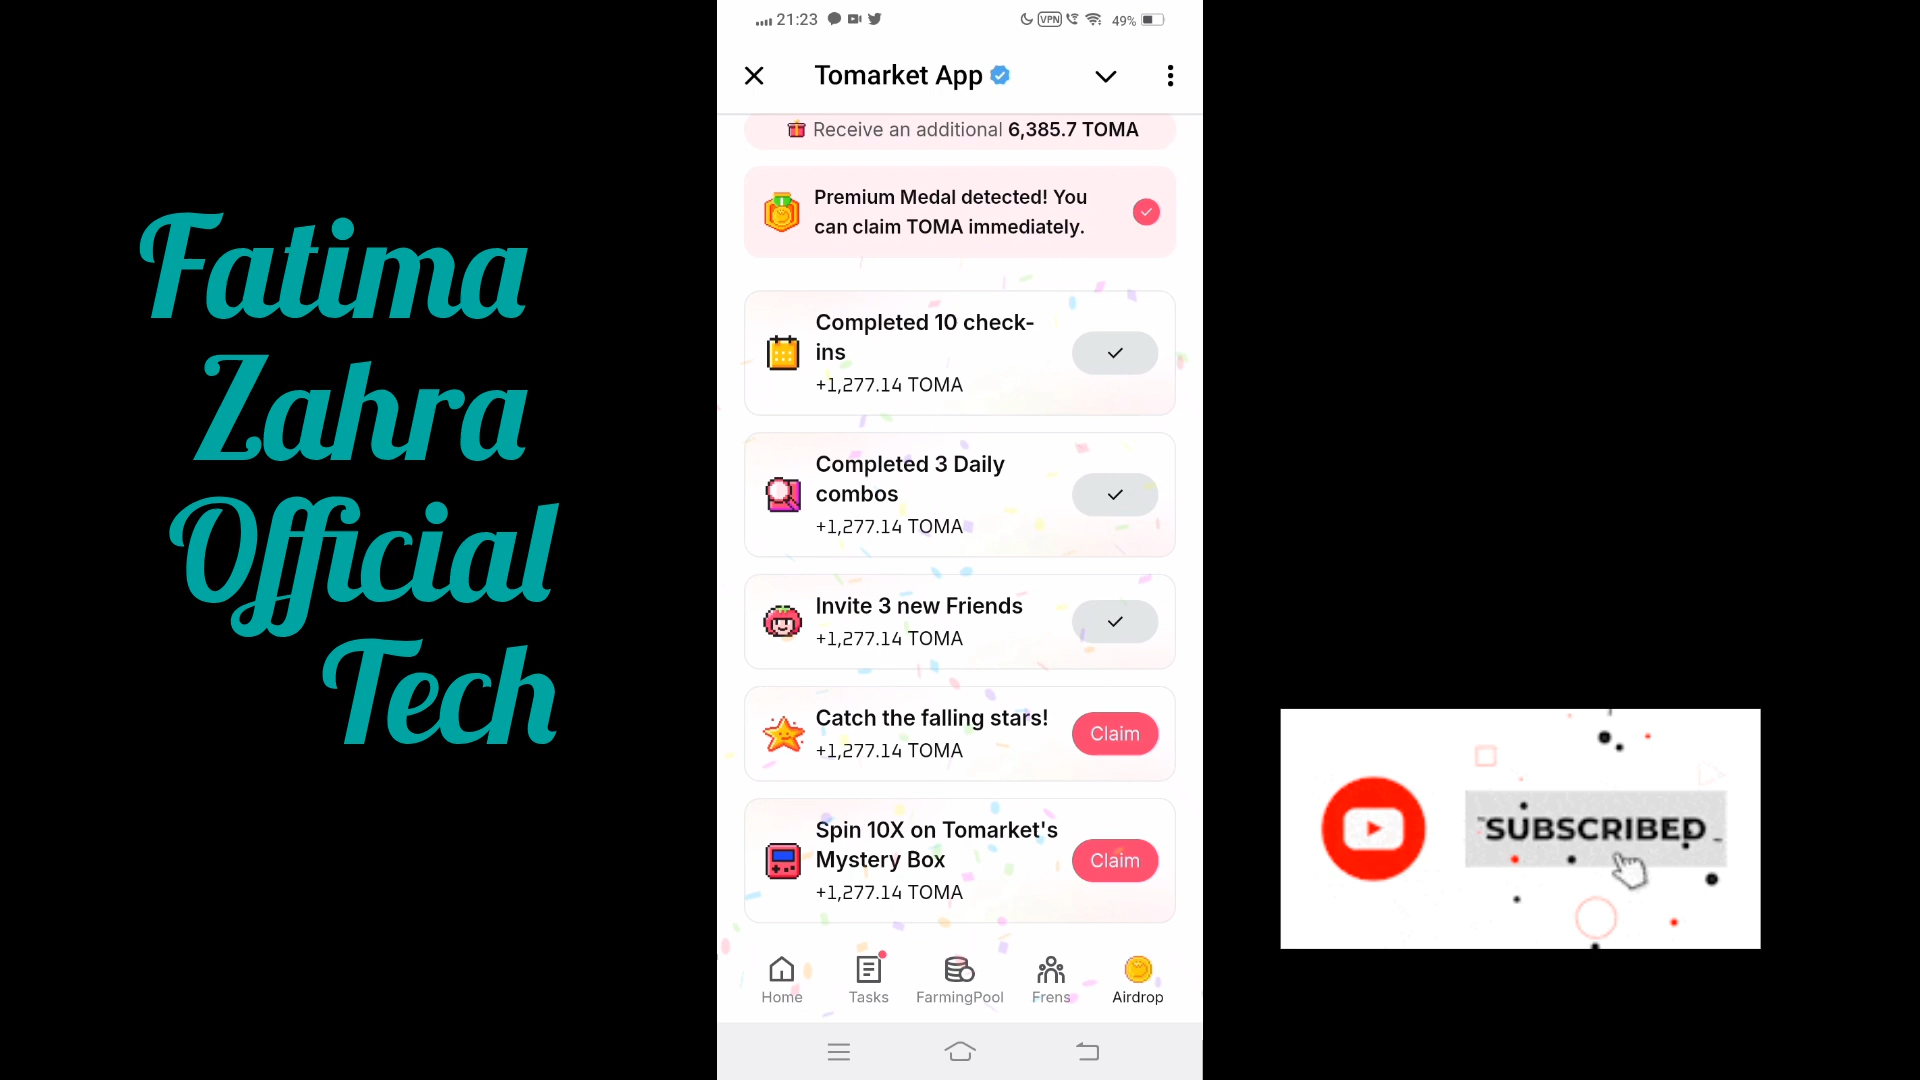 Fatima
Zahra
Official
Tech
21:23
VPN
49%
Tomarket App
Receive an additional 6,385.7 TOMA
Premium Medal detected! You
can claim TOMA immediately.
Completed 10 check-
ins
+1,277.14 TOMA
Completed 3 Daily
combos
+1,277.14 TOMA
Invite 3 new Friends
+1,277.14 TOMA
Catch the falling stars!
+1,277.14 TOMA
Claim
Spin 10X on Tomarket's
Mystery Box
+1,277.14 TOMA
Claim
Home
Tasks
FarmingPool
Frens
Airdrop
SUBSCRIBED